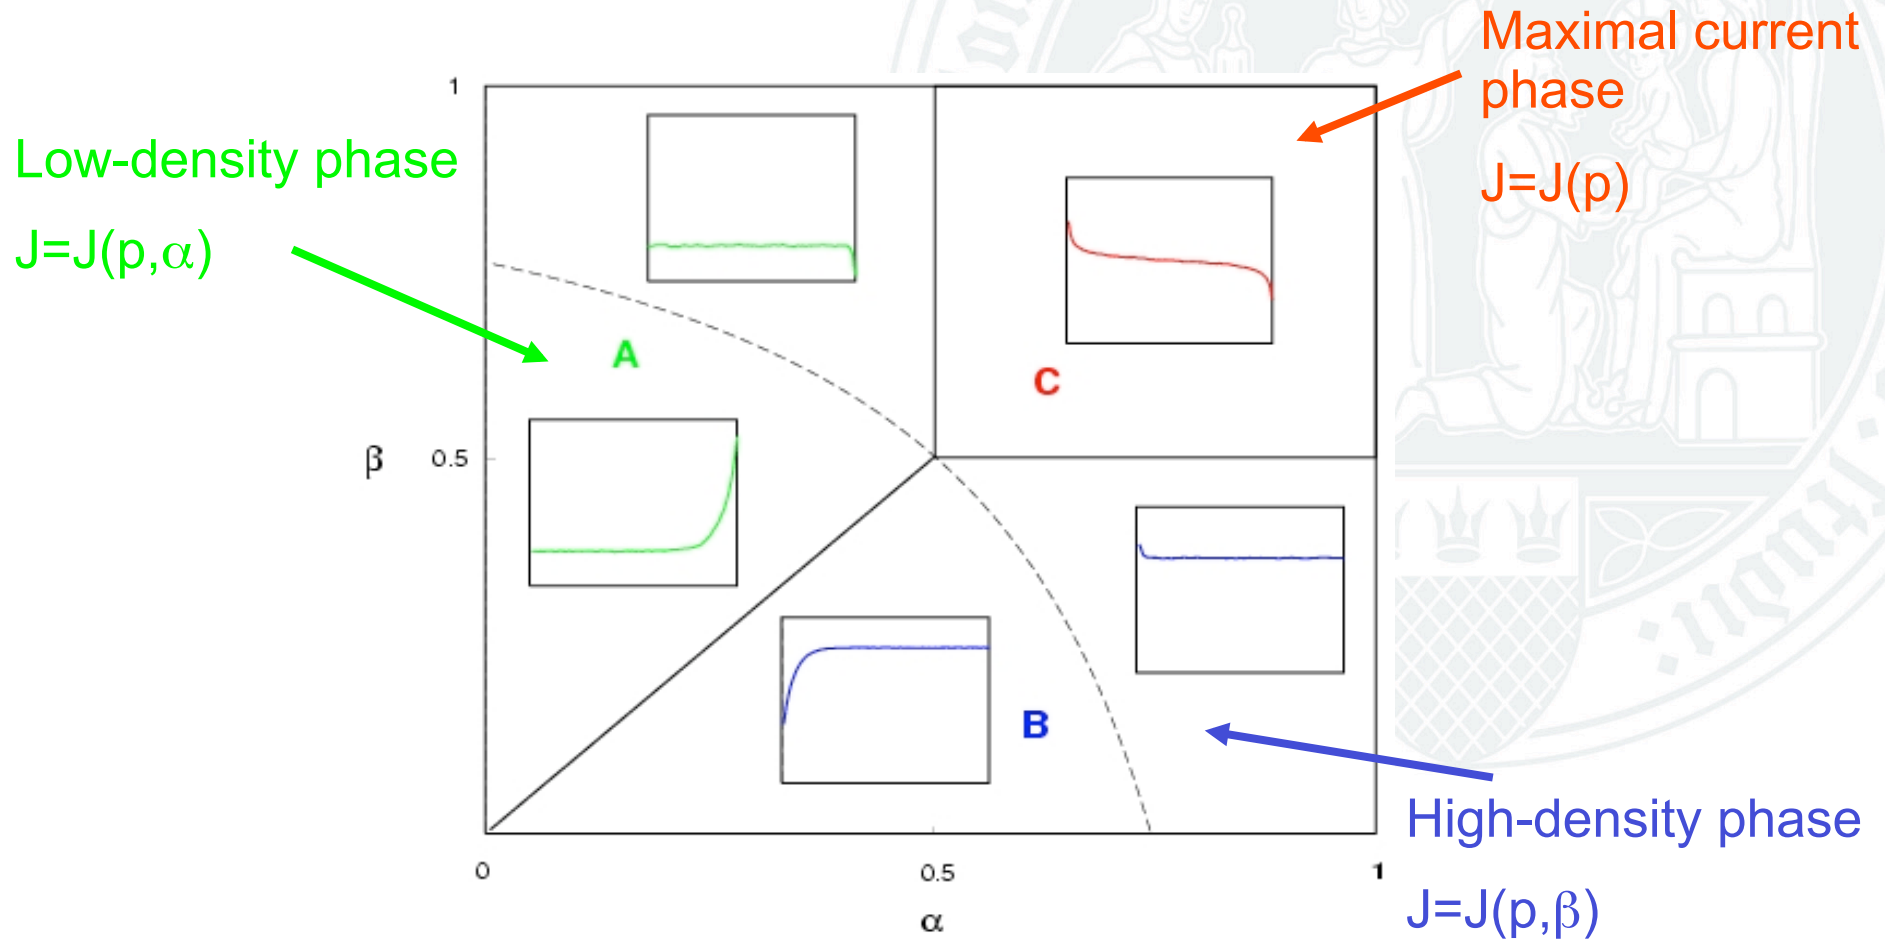 Maximal current
phase
J=J(p)
Low-density phase
J=J(p,α)
1
A
C
β
0.5
B
High-density phase
J=J(p,β)
0
0.5
1
α